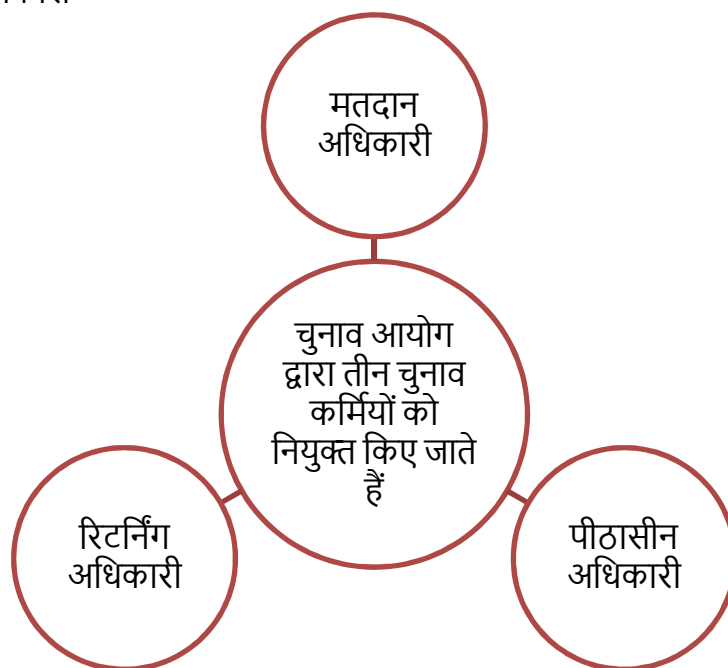 मतदान
अधिकारी
चुनाव आयोग
द्वारा तीन चुनाव
कर्मियों को
नियुक्त किए जाते
हैं
रिटर्निंग
अधिकारी
पीठासीन
अधिकारी